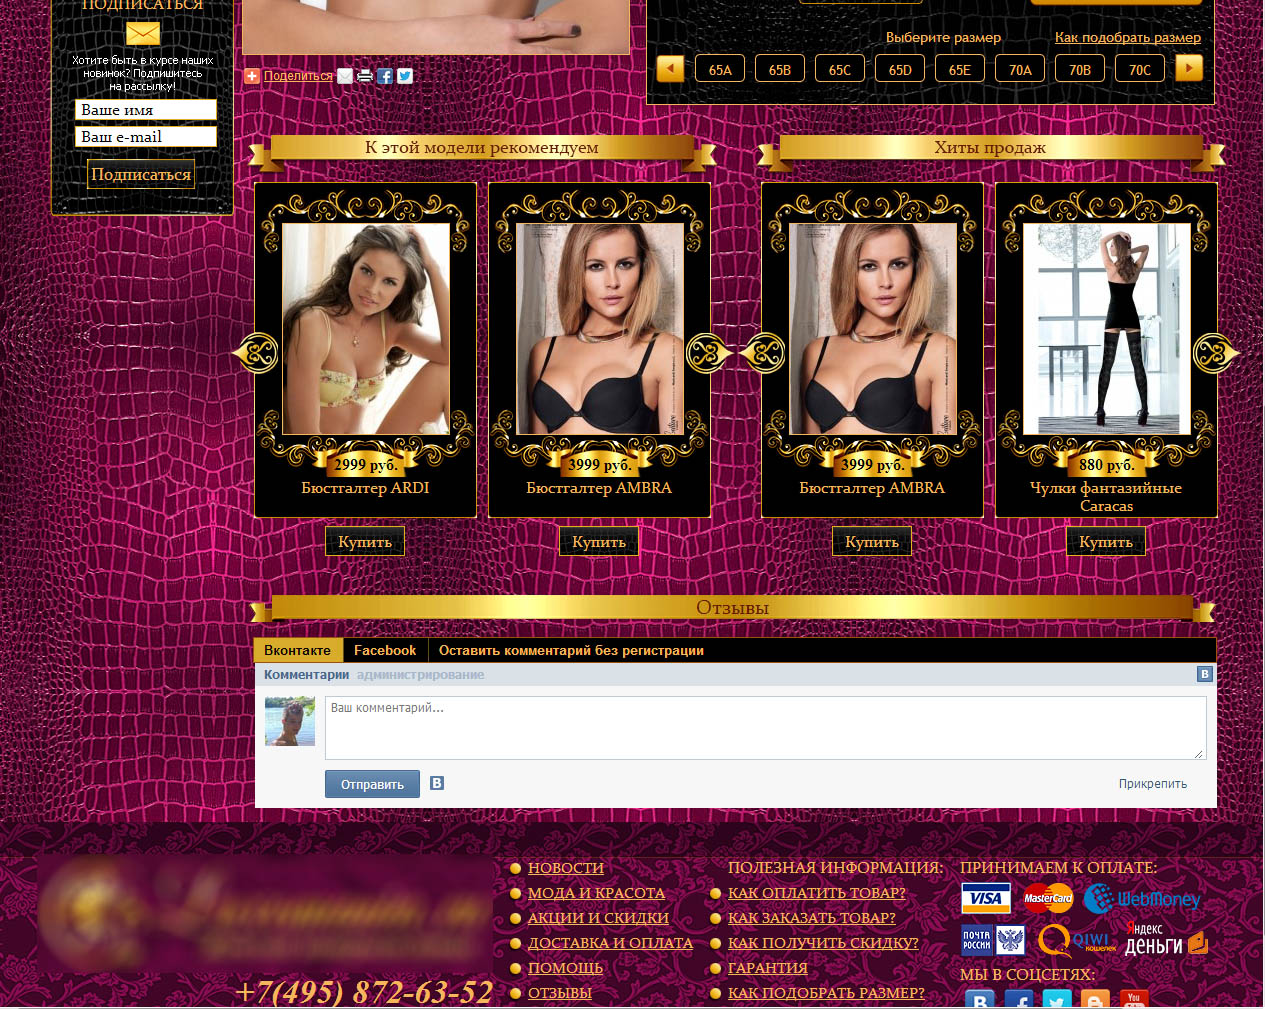 ПОДПИСАТЬСЯ
Хотите быть в курсе наших
новинок? Подпишитесь
на рассылку!
Ваше имя
Ваш e-mail
Подписаться
Поделиться
Выберите размер
Как подобрать размер
65A 65B 65C 65D 65E 70A 70B 70C
К этой модели рекомендуем
2999 руб.
Бюстгалтер ARDI
Купить
3999 руб.
Бюстгалтер AMBRA
Купить
Хиты продаж
3999 руб.
Бюстгалтер AMBRA
Купить
880 руб.
Чулки фантазийные
Caracas
Купить
Отзывы
Вконтакте Facebook Оставить комментарий без регистрации
Комментарии администрирование
B
Ваш комментарий...
Отправить B
Прикрепить
+7(495) 872-63-52
НОВОСТИ
МОДА И КРАСОТА
АКЦИИ И СКИДКИ
ДОСТАВКА И ОПЛАТА
ПОМОЩЬ
ОТЗЫВЫ
ПОЛЕЗНАЯ ИНФОРМАЦИЯ:
КАК ОПЛАТИТЬ ТОВАР?
КАК ЗАКАЗАТЬ ТОВАР?
КАК ПОЛУЧИТЬ СКИДКУ?
ГАРАНТИЯ
КАК ПОДОБРАТЬ РАЗМЕР?
ПРИНИМАЕМ К ОПЛАТЕ:
VISA MasterCard WebMoney
ПОЧТА
РОССИИ
QIWI
КОШЕЛЕК
Яндекс
деньги
МЫ В СОЦСЕТЯХ:
You